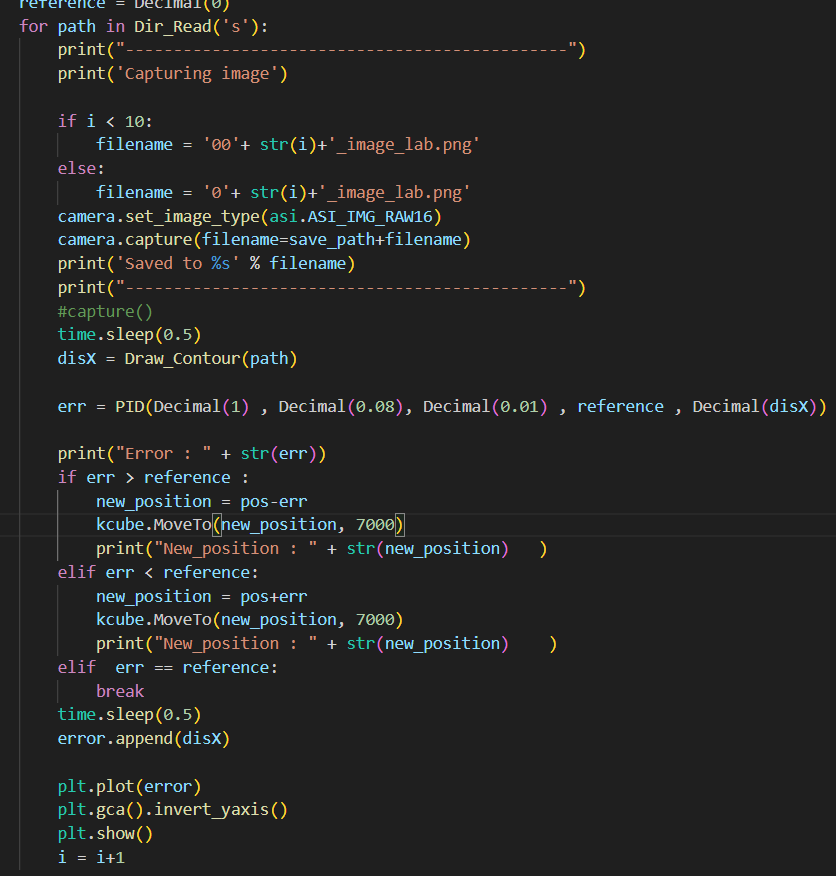 reference = Decimal(0)
for path in Dir_Read('s'):
    print("----------------------------------------------")
    print('Capturing image')

    if i < 10:
        filename = '00'+ str(i)+'_image_lab.png'
    else:
        filename = '0'+ str(i)+'_image_lab.png'
    camera.set_image_type(asi.ASI_IMG_RAW16)
    camera.capture(filename=save_path+filename)
    print('Saved to %s' % filename)
    print("----------------------------------------------")
    #capture()
    time.sleep(0.5)
    disX = Draw_Contour(path)

    err = PID(Decimal(1) , Decimal(0.08), Decimal(0.01) , reference , Decimal(disX))

    print("Error : " + str(err))
    if err > reference :
        new_position = pos-err
        kcube.MoveTo(new_position, 7000)
        print("New_position : " + str(new_position)   )
    elif err < reference:
        new_position = pos+err
        kcube.MoveTo(new_position, 7000)
        print("New_position : " + str(new_position)    )
    elif  err == reference:
        break
    time.sleep(0.5)
    error.append(disX)

    plt.plot(error)
    plt.gca().invert_yaxis()
    plt.show()
    i = i+1